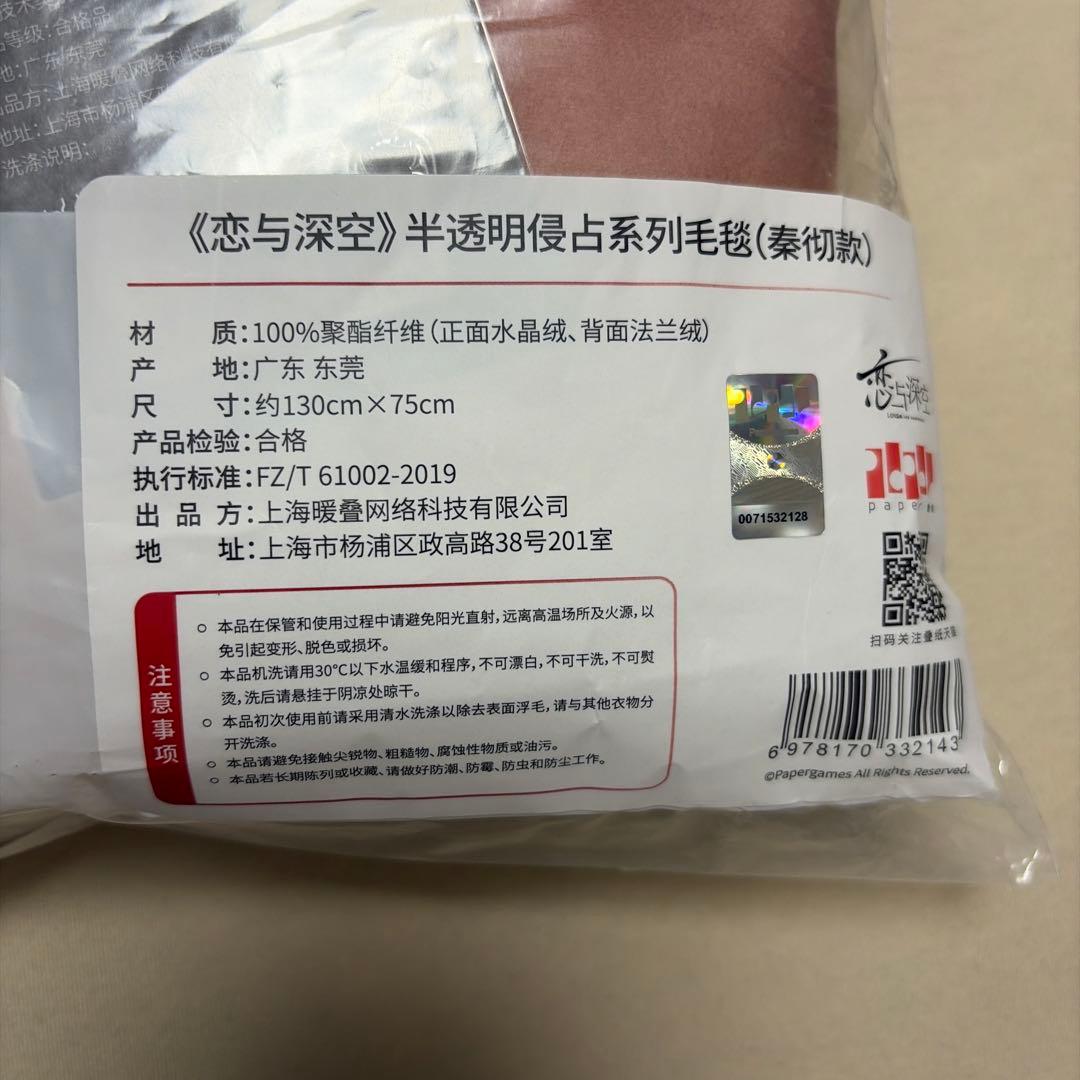 等级:合格品
地:广东东莞
品方:上海暖叠网络科技有
地址:上海市杨浦区
洗涤说明:
《恋与深空》半透明侵占系列毛毯(秦彻款)
材 质:100%聚酯纤维(正面水晶绒、背面法兰绒)
产 地:广东 东莞
尺 寸:约130cm×75cm
产品检验:合格
执行标准:FZ/T 61002-2019
出 品 方:上海暖叠网络科技有限公司
地 址:上海市杨浦区政高路38号201室
恋与深空
0071532128
paper
扫码关注叠纸天猫
注意事项
○ 本品在保管和使用过程中请避免阳光直射,远离高温场所及火源,以
免引起变形、脱色或损坏。
○ 本品机洗请用30°C以下水温缓和程序,不可漂白,不可干洗,不可熨
烫,洗后请悬挂于阴凉处晾干。
○ 本品初次使用前请采用清水洗涤以除去表面浮毛,请与其他衣物分
开洗涤。
○ 本品请避免接触尖锐物、粗糙物、腐蚀性物质或油污。
○ 本品若长期陈列或收藏、请做好防潮、防霉、防虫和防尘工作。
6 978170 332143
©Papergames All Rights Reserved.